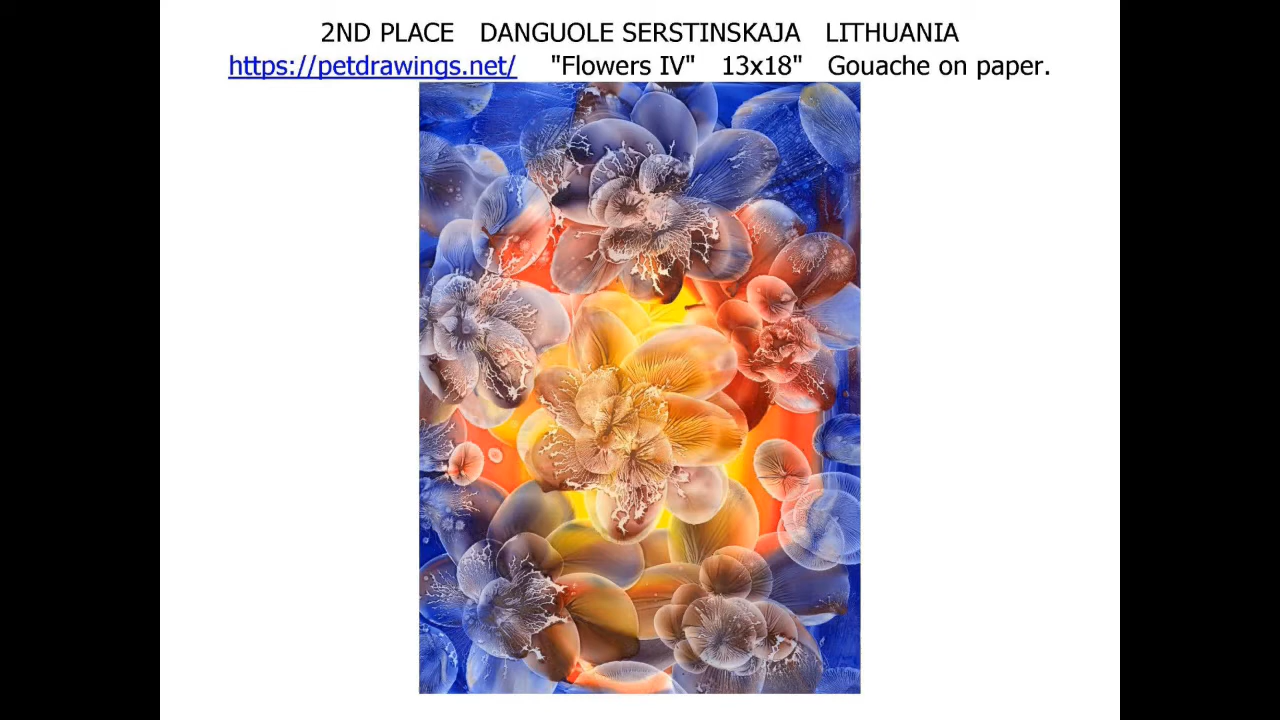 2ND PLACE DANGUOLE SERSTINSKAJA LITHUANIA
https://petdrawings.net/ "Flowers IV" 13x18" Gouache on paper.